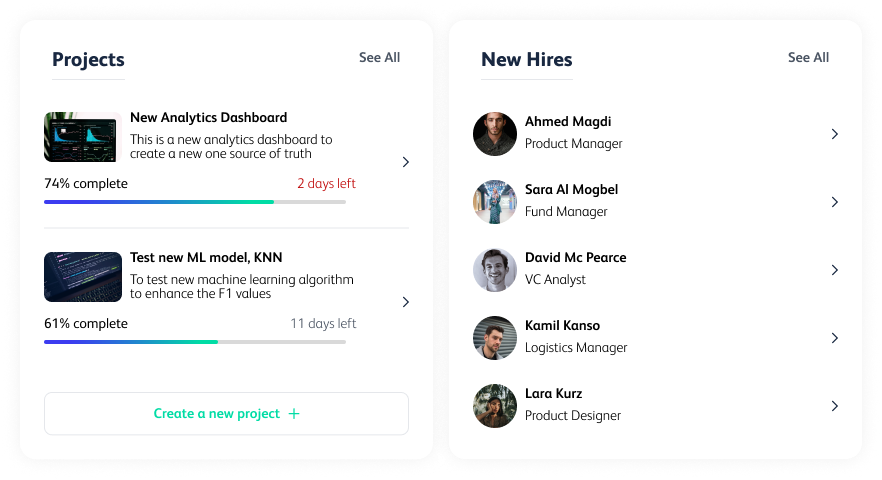 Projects
See All
New Analytics Dashboard
This is a new analytics dashboard to
create a new one source of truth
74% complete
2 days left
Test new ML model, KNN
To test new machine learning algorithm
to enhance the F1 values
61% complete
11 days left
Create a new project +
New Hires
See All
Ahmed Magdi
Product Manager
Sara Al Mogbel
Fund Manager
David Mc Pearce
VC Analyst
Kamil Kanso
Logistics Manager
Lara Kurz
Product Designer